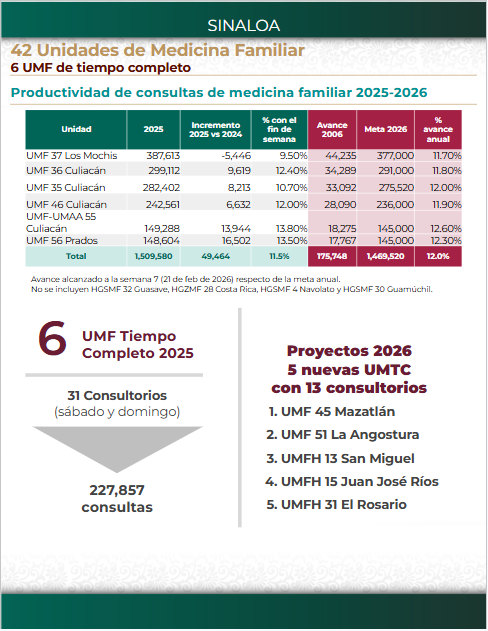 SINALOA
42 Unidades de Medicina Familiar
6 UMF de tiempo completo
Productividad de consultas de medicina familiar 2025-2026
Unidad 2025 Incremento 2025 vs 2024 % con el fin de semana Avance 2006 Meta 2026 % avance anual
UMF 37 Los Mochis 387,613 -5,446 9.50% 44,235 377,000 11.70%
UMF 36 Culiacán 299,112 9,619 12.40% 34,289 291,000 11.80%
UMF 35 Culiacán 282,402 8,213 10.70% 33,092 275,520 12.00%
UMF 46 Culiacán 242,561 6,632 12.00% 28,090 236,000 11.90%
UMF-UMAA 55
Culiacán 149,288 13,944 13.80% 18,275 145,000 12.60%
UMF 56 Prados 148,604 16,502 13.50% 17,767 145,000 12.30%
Total 1,509,580 49,464 11.5% 175,748 1,469,520 12.0%
Avance alcanzado a la semana 7 (21 de feb de 2026) respecto de la meta anual.
No se incluyen HGSMF 32 Guasave, HGZMF 28 Costa Rica, HGSMF 4 Navolato y HGSMF 30 Guamúchil.
6 UMF Tiempo
Completo 2025
31 Consultorios
(sábado y domingo)
227,857
consultas
Proyectos 2026
5 nuevas UMTC
con 13 consultorios
1. UMF 45 Mazatlán
2. UMF 51 La Angostura
3. UMFH 13 San Miguel
4. UMFH 15 Juan José Ríos
5. UMFH 31 El Rosario